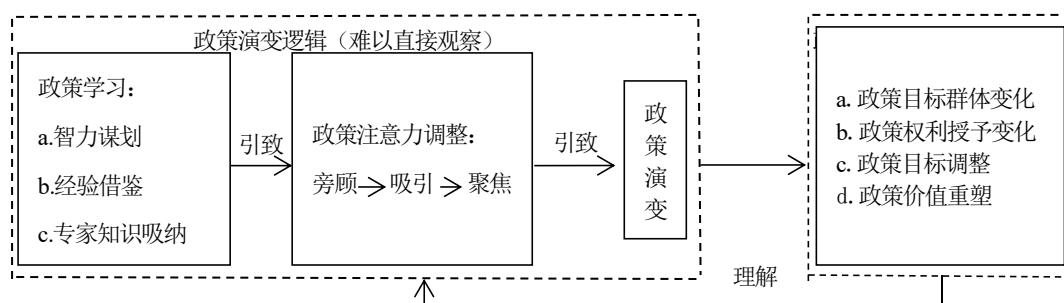 政策演变逻辑（难以直接观察）
政策学习：
a.智力谋划
b.经验借鉴
c.专家知识吸纳
引致
政策注意力调整：
旁顾 吸引 聚焦
引致
政
策
演
变
a. 政策目标群体变化
b. 政策权利授予变化
c. 政策目标调整
d. 政策价值重塑
理解